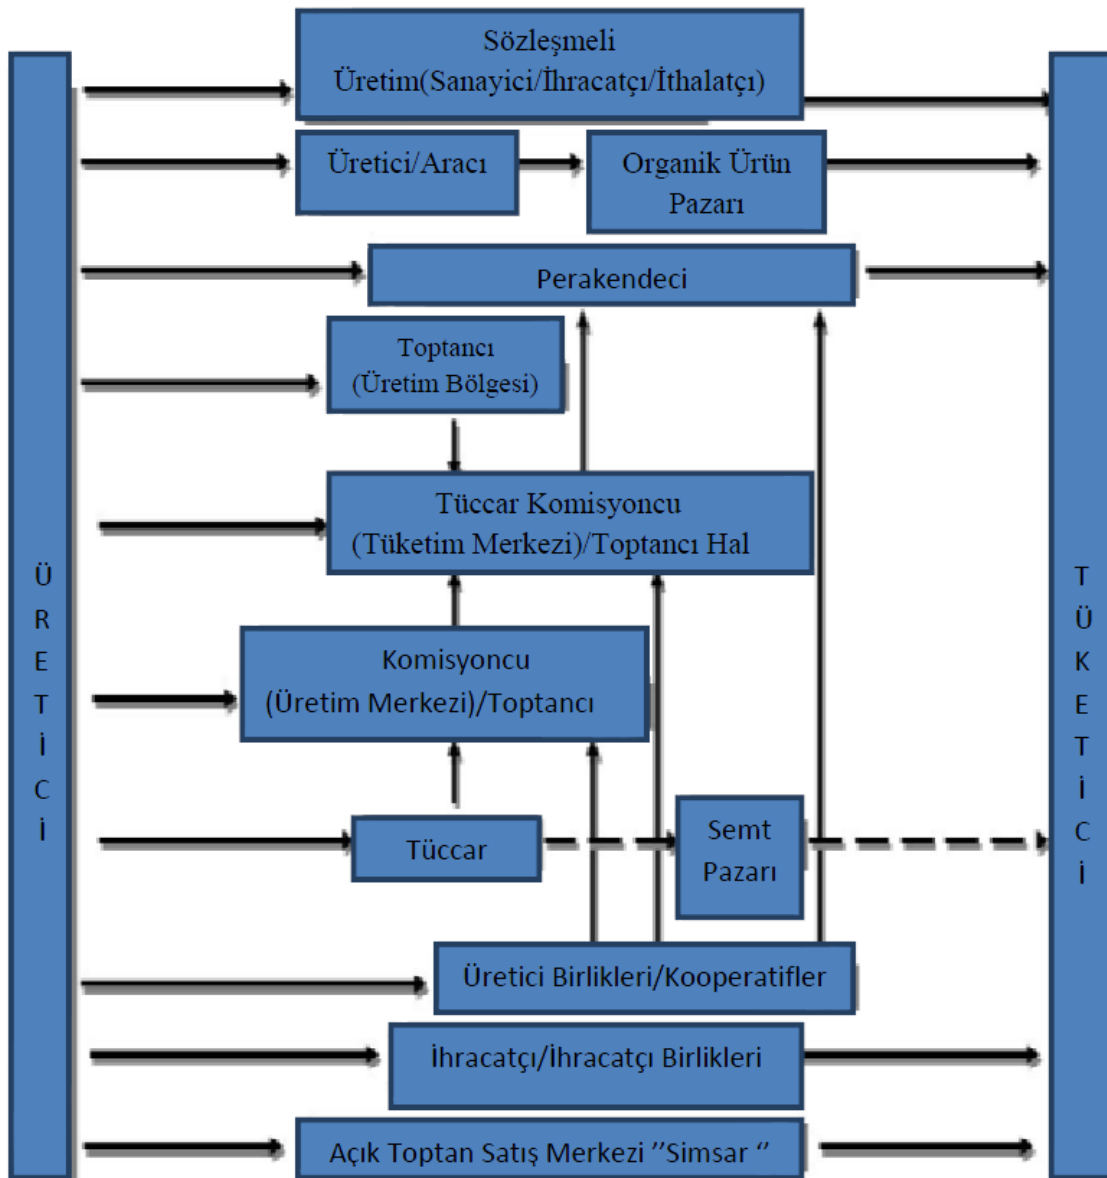 Sözleşmeli
Üretim(Sanayici/İhracatçı/İthalatçı)
Üretici/Aracı
Organik Ürün
Pazarı
Perakendeci
Toptancı
(Üretim Bölgesi)
Tüccar Komisyoncu
(Tüketim Merkezi)/Toptancı Hal
Komisyoncu
(Üretim Merkezi)/Toptancı
Tüccar
Semt
Pazarı
Üretici Birlikleri/Kooperatifler
İhracatçı/İhracatçı Birlikleri
Açık Toptan Satış Merkezi ’’Simsar ‘’
Ü
R
E
T
İ
C
İ
T
Ü
K
E
T
İ
C
İ